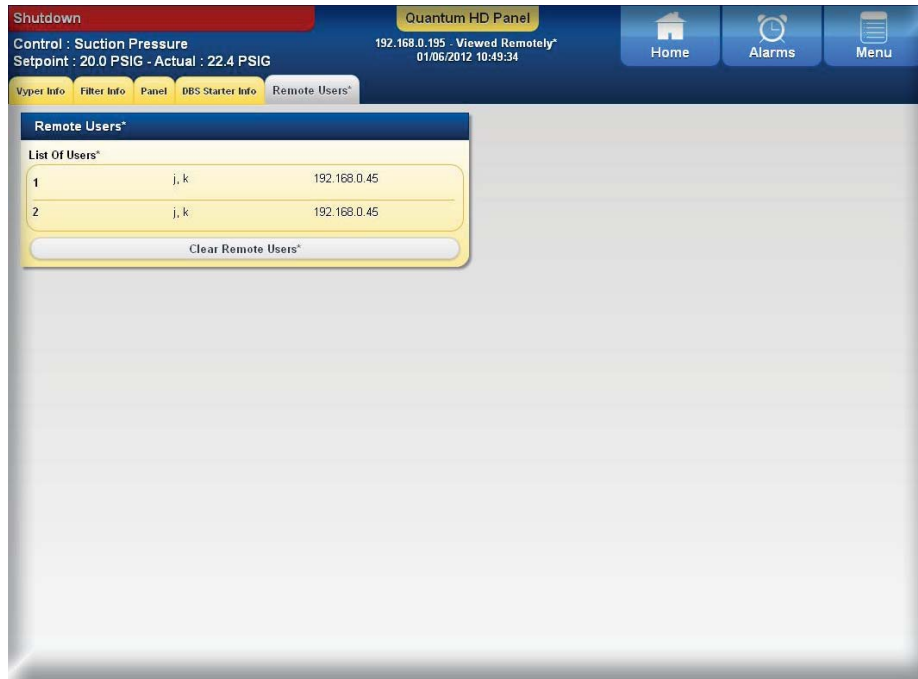 Shutdown
Quantum HD Panel
Control : Suction Pressure
Setpoint : 20.0 PSIG - Actual : 22.4 PSIG
192.168.0.195 - Viewed Remotely*
01/06/2012 10:49:34
Home
Alarms
Menu
Vyper Info Filter Info Panel DBS Starter Info Remote Users*
Remote Users*
List Of Users*
1 j, k 192.168.0.45
2 j, k 192.168.0.45
Clear Remote Users*